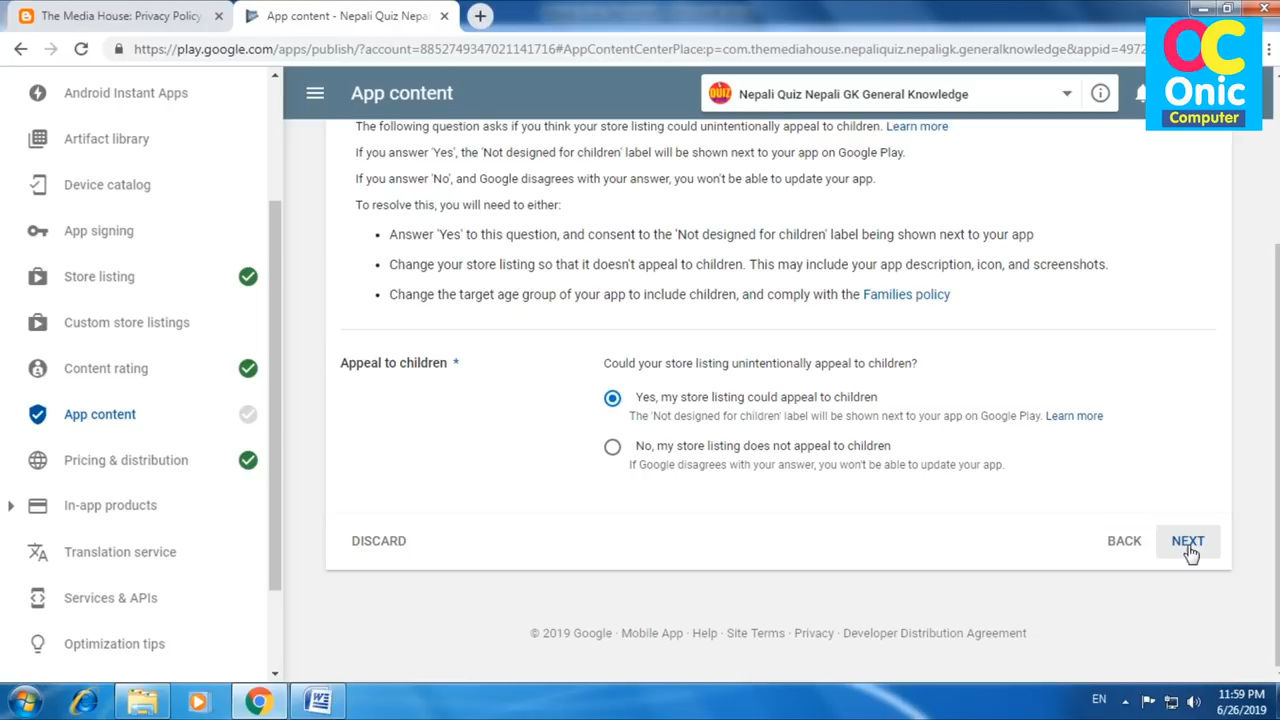 The Media House: Privacy Policy
App content - Nepali Quiz Nepal
https://play.google.com/apps/publish/?account=8852749347021141716#AppContentCenterPlace:p=com.themediahouse.nepaliquiz.nepaligk.generalknowledge&appid=4972
OC
Onic
Computer
Android Instant Apps
Artifact library
Device catalog
App signing
Store listing
Custom store listings
Content rating
App content
Pricing & distribution
In-app products
Translation service
Services & APIs
Optimization tips
App content
QUIZ
Nepali Quiz Nepali GK General Knowledge
The following question asks if you think your store listing could unintentionally appeal to children. Learn more
If you answer 'Yes', the 'Not designed for children' label will be shown next to your app on Google Play.
If you answer 'No', and Google disagrees with your answer, you won't be able to update your app.
To resolve this, you will need to either:
• Answer 'Yes' to this question, and consent to the 'Not designed for children' label being shown next to your app
• Change your store listing so that it doesn't appeal to children. This may include your app description, icon, and screenshots.
• Change the target age group of your app to include children, and comply with the Families policy
Appeal to children *
Could your store listing unintentionally appeal to children?
Yes, my store listing could appeal to children
The 'Not designed for children' label will be shown next to your app on Google Play. Learn more
No, my store listing does not appeal to children
If Google disagrees with your answer, you won't be able to update your app.
DISCARD
BACK
NEXT
© 2019 Google · Mobile App · Help · Site Terms · Privacy · Developer Distribution Agreement
EN
11:59 PM
6/26/2019